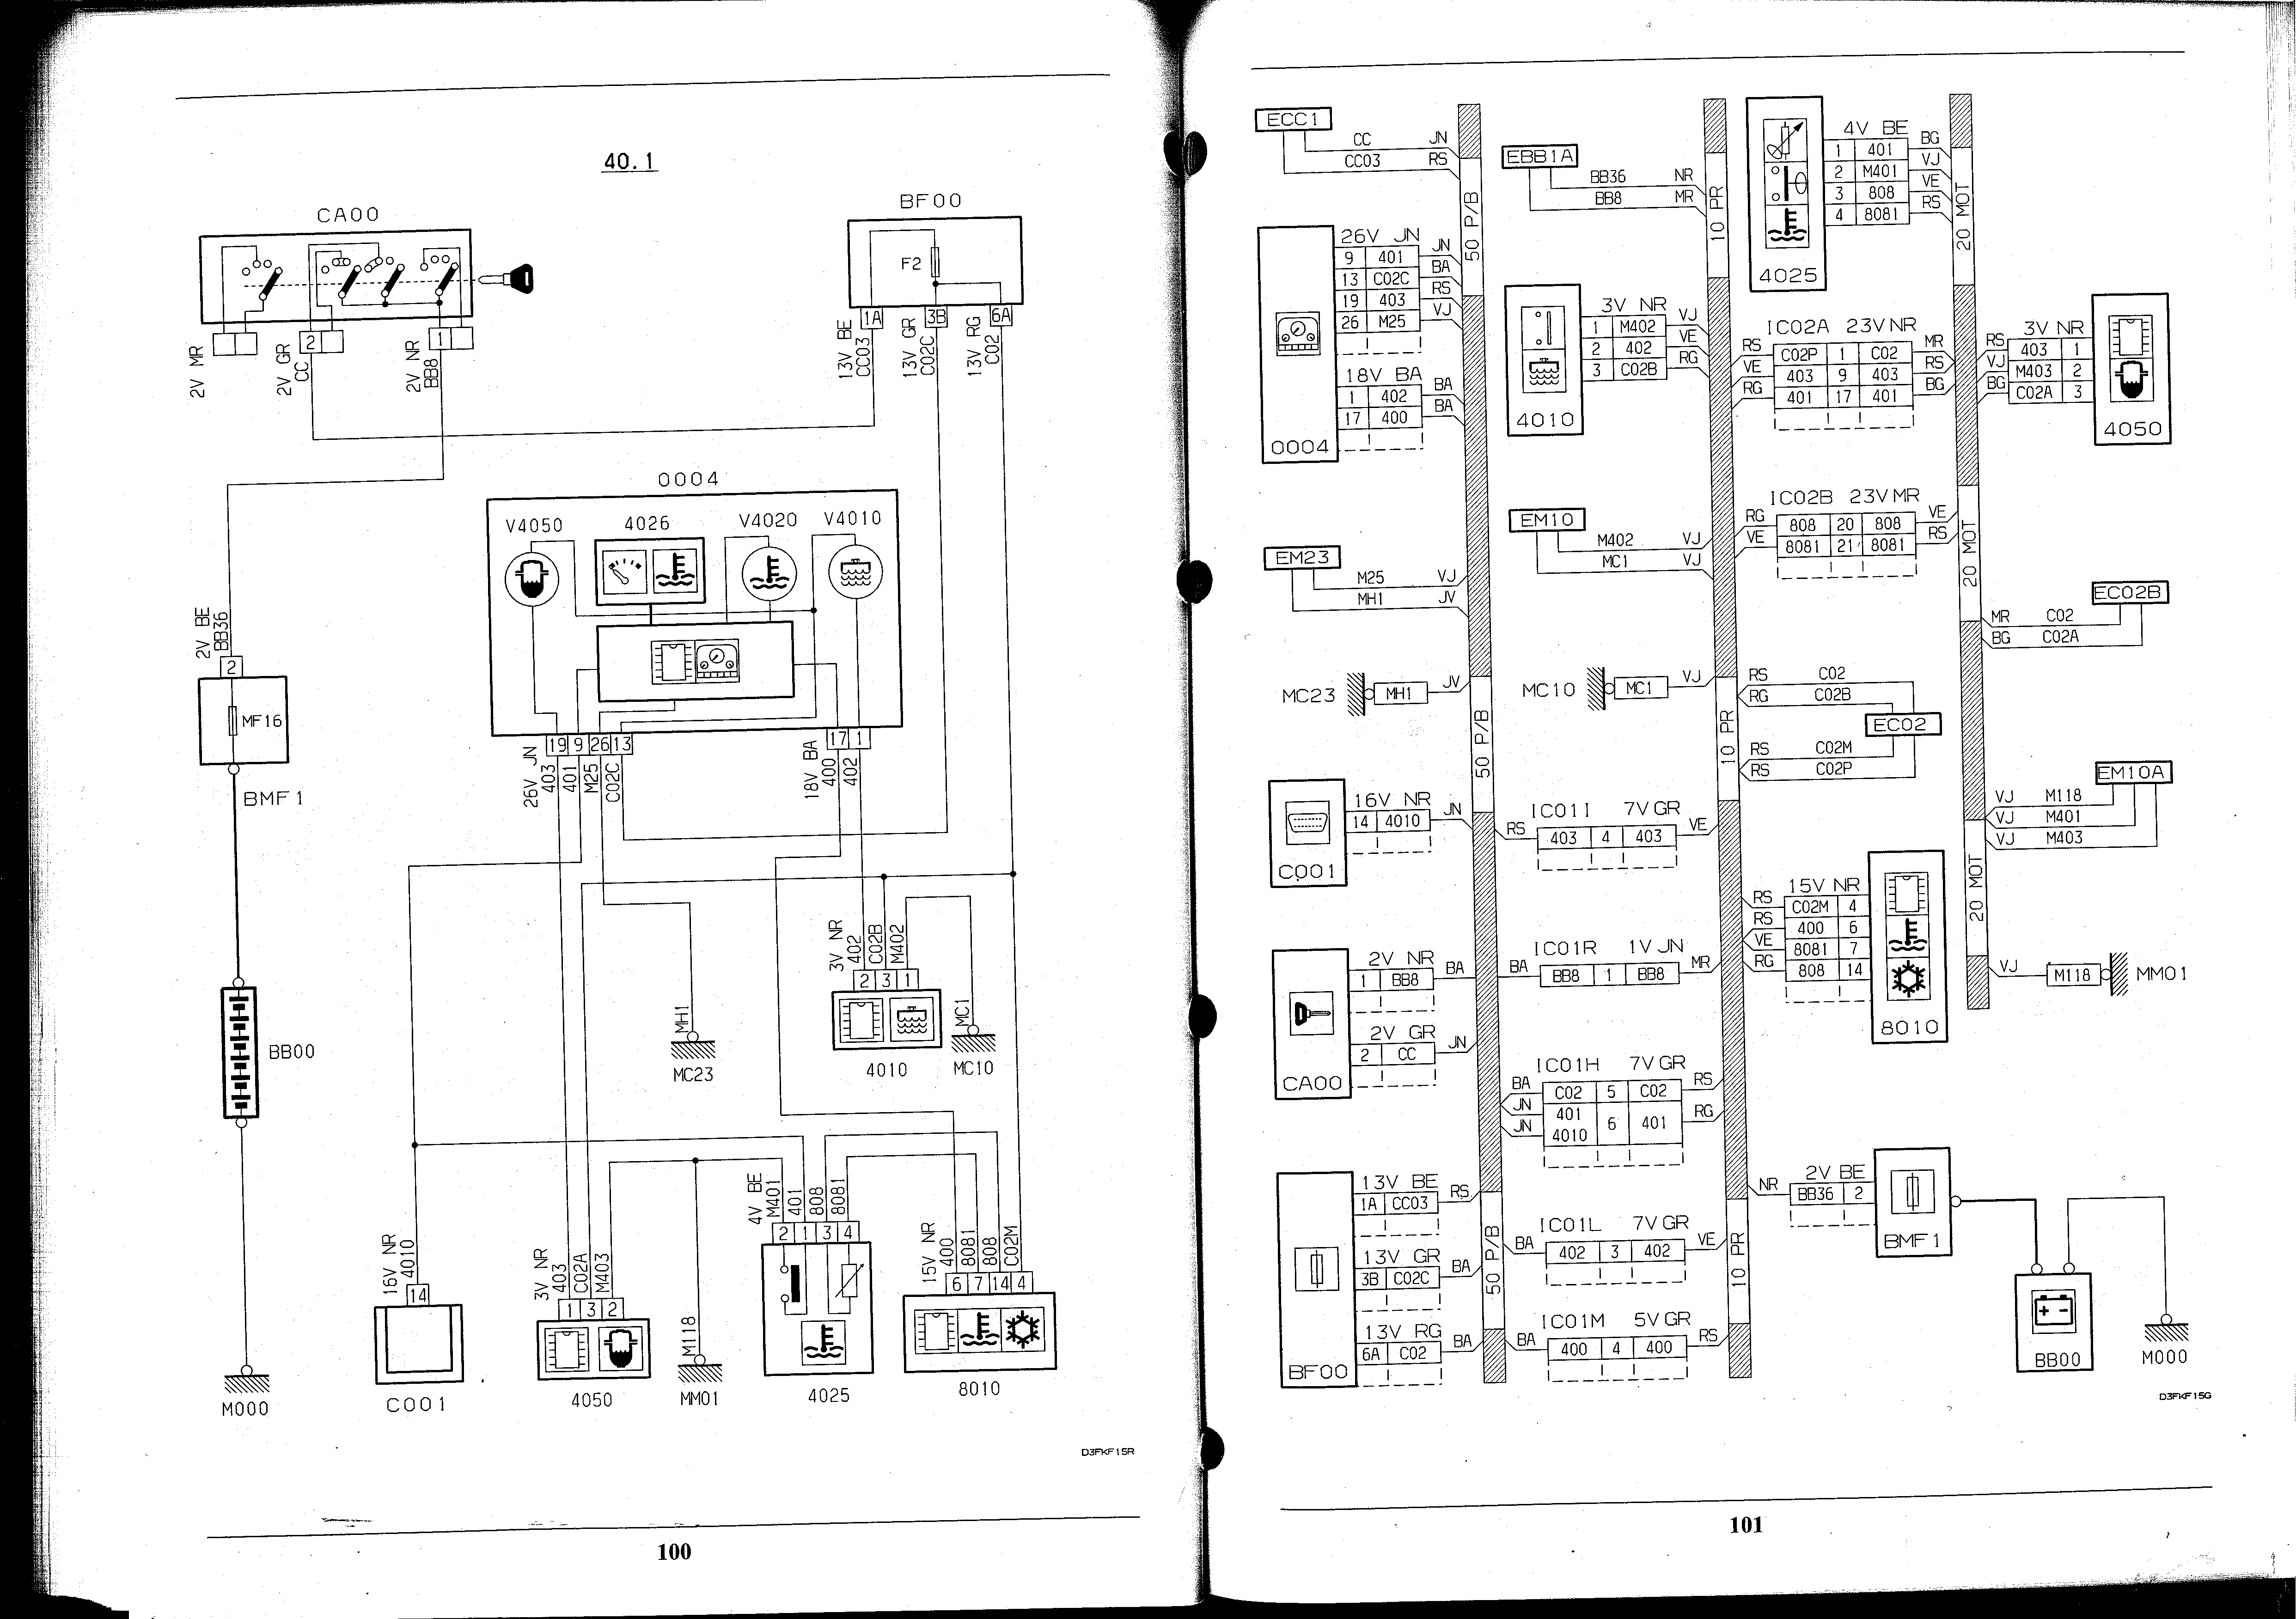 40.1
CA00
BF00
F2
1A 3B 6A
13V BE CC03
13V GR C02C
13V RG C02
2V MR
2 2V GR CC
1 2V NR BB8
0004
V4050 4026 V4020 V4010
19 9 26 13
17 1
26V JN 403 401 M25 C02C
18V BA 400 402
2V BE BB36
2
MF16
BMF1
3V NR 402 C02B M402
2 3 1
4010
MH1
MC23
MC1
MC10
BB00
M000
16V NR 4010
14
C001
3V NR 403 C02A M403
1 3 2
4050
M118
MM01
4V BE M401 401 808 8081
2 1 3 4
4025
15V NR 400 8081 808 C02M
6 7 14 4
8010
D3FKF15R
100
ECC1
CC JN
CC03 RS
50 P/B
0004
26V JN
9 401 JN
13 C02C BA
19 403 RS
26 M25 VJ
18V BA
1 402 BA
17 400 BA
EM23
M25 VJ
MH1 JV
MC23 MH1 JV
50 P/B
C001
16V NR
14 4010 JN
CA00
2V NR
1 BB8 BA
2V GR
2 CC JN
BF00
13V BE
1A CC03 RS
13V GR
3B C02C BA
13V RG
6A C02 BA
50 P/B
EBB1A
BB36 NR
BB8 MR
10 PR
4010
3V NR
1 M402 VJ
2 402 VE
3 C02B RG
EM10
M402 VJ
MC1 VJ
MC10 MC1 VJ
10 PR
IC01I 7V GR
RS 403 4 403 VE
IC01R 1V JN
BA BB8 1 BB8 MR
IC01H 7V GR
BA C02 5 C02 RS
JN 401 6 401 RG
JN 4010
IC01L 7V GR
BA 402 3 402 VE
IC01M 5V GR
BA 400 4 400 RS
10 PR
4025
4V BE
1 401 BG
2 M401 VJ
3 808 VE
4 8081 RS
20 MOT
IC02A 23V NR
RS C02P 1 C02 MR
VE 403 9 403 RS
RG 401 17 401 BG
IC02B 23V MR
RG 808 20 808 VE
VE 8081 21 8081 RS
20 MOT
RS C02
RG C02B
EC02
RS C02M
RS C02P
15V NR
RS C02M 4
RS 400 6
VE 8081 7
RG 808 14
8010
20 MOT
3V NR
RS 403 1
VJ M403 2
BG C02A 3
4050
EC02B
MR C02
BG C02A
EM10A
VJ M118
VJ M401
VJ M403
VJ M118 MM01
2V BE
NR BB36 2
BMF1
BB00
M000
D3FKF15G
101